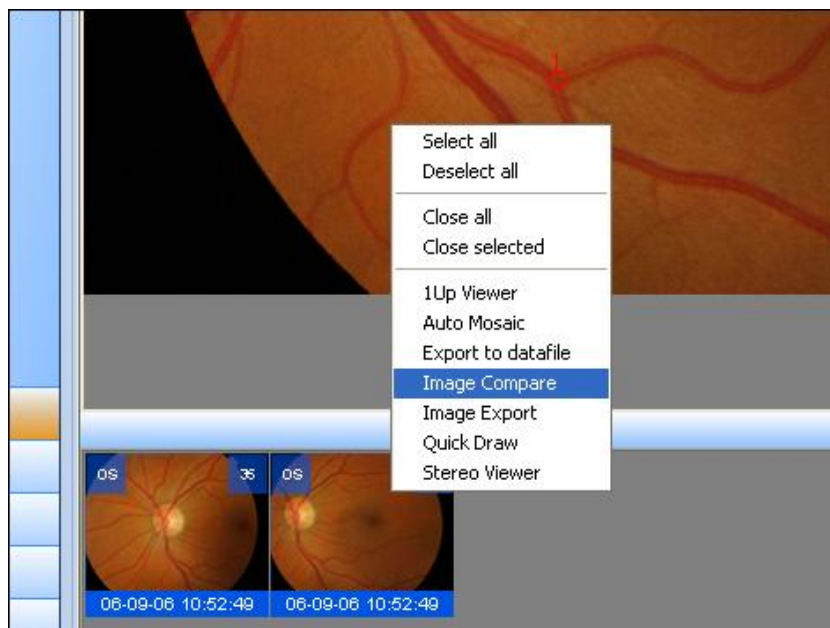 Select all
Deselect all
Close all
Close selected
1Up Viewer
Auto Mosaic
Export to datafile
Image Compare
Image Export
Quick Draw
Stereo Viewer
OS 35 OS
06-09-06 10:52:49 06-09-06 10:52:49